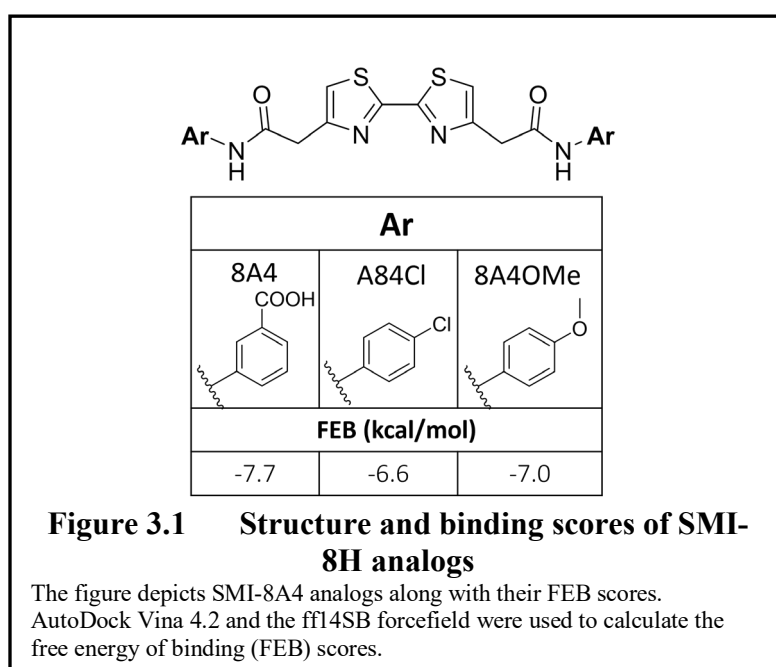 S S
O O
Ar N N N N Ar
H H
Ar
8A4 A84Cl 8A4OMe
COOH Cl O
FEB (kcal/mol)
-7.7 -6.6 -7.0
Figure 3.1 Structure and binding scores of SMI-
8H analogs
The figure depicts SMI-8A4 analogs along with their FEB scores.
AutoDock Vina 4.2 and the ff14SB forcefield were used to calculate the
free energy of binding (FEB) scores.